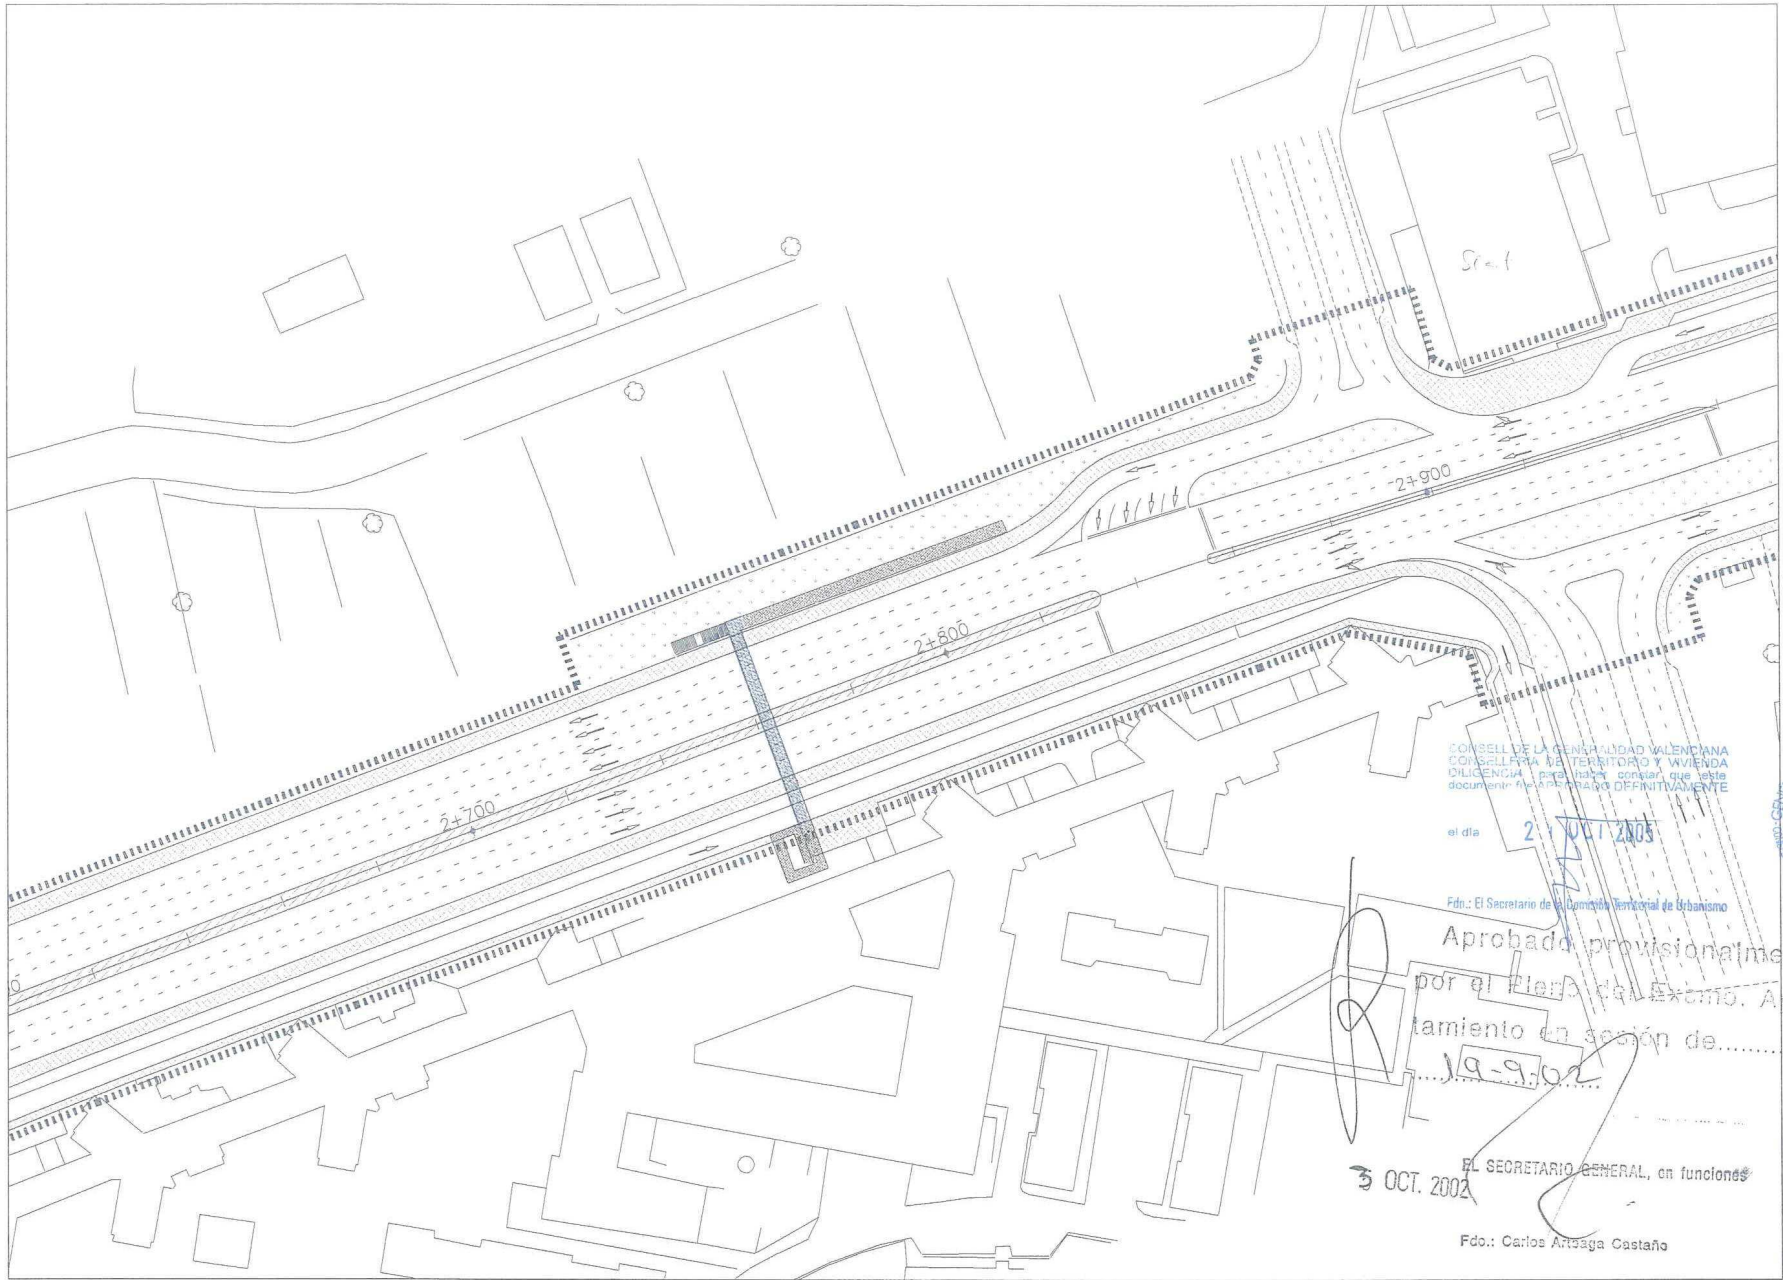 2+900
2+800
2+700
CONSELL DE LA GENERALIDAD VALENCIANA
CONSELLERIA DE TERRITORIO Y VIVIENDA
DILIGENCIA para hacer constar que este
documento fue APROBADO DEFINITIVAMENTE
el día 2 OCT 2005
Fdo.: El Secretario de la Comisión Territorial de Urbanismo
Aprobado provisionalme
por el Pleno del Excmo. A
tamiento en sesión de.........
19-9-02
3 OCT. 2002
EL SECRETARIO GENERAL, en funciones
Fdo.: Carlos Arteaga Castaño